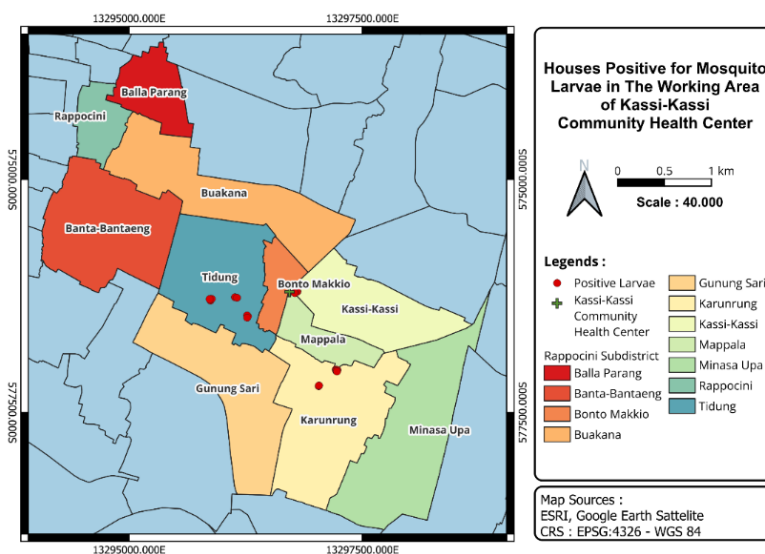 13295000.000E 13297500.000E
Houses Positive for Mosquito
Larvae in The Working Area
of Kassi-Kassi
Community Health Center
N
0 0.5 1 km
Scale : 40.000
Legends :
Positive Larvae
Kassi-Kassi
Community
Health Center
Rappocini Subdistrict
Balla Parang
Banta-Bantaeng
Bonto Makkio
Buakana
Gunung Sari
Karunrung
Kassi-Kassi
Mappala
Minasa Upa
Rappocini
Tidung
Map Sources :
ESRI, Google Earth Sattelite
CRS : EPSG:4326 - WGS 84
Balla Parang
Rappocini
Buakana
Banta-Bantaeng
Tidung
Bonto Makkio
Kassi-Kassi
Mappala
Gunung Sari
Karunrung
Minasa Upa
575000.000S
577500.000S
575000.000S
577500.000S
13295000.000E 13297500.000E